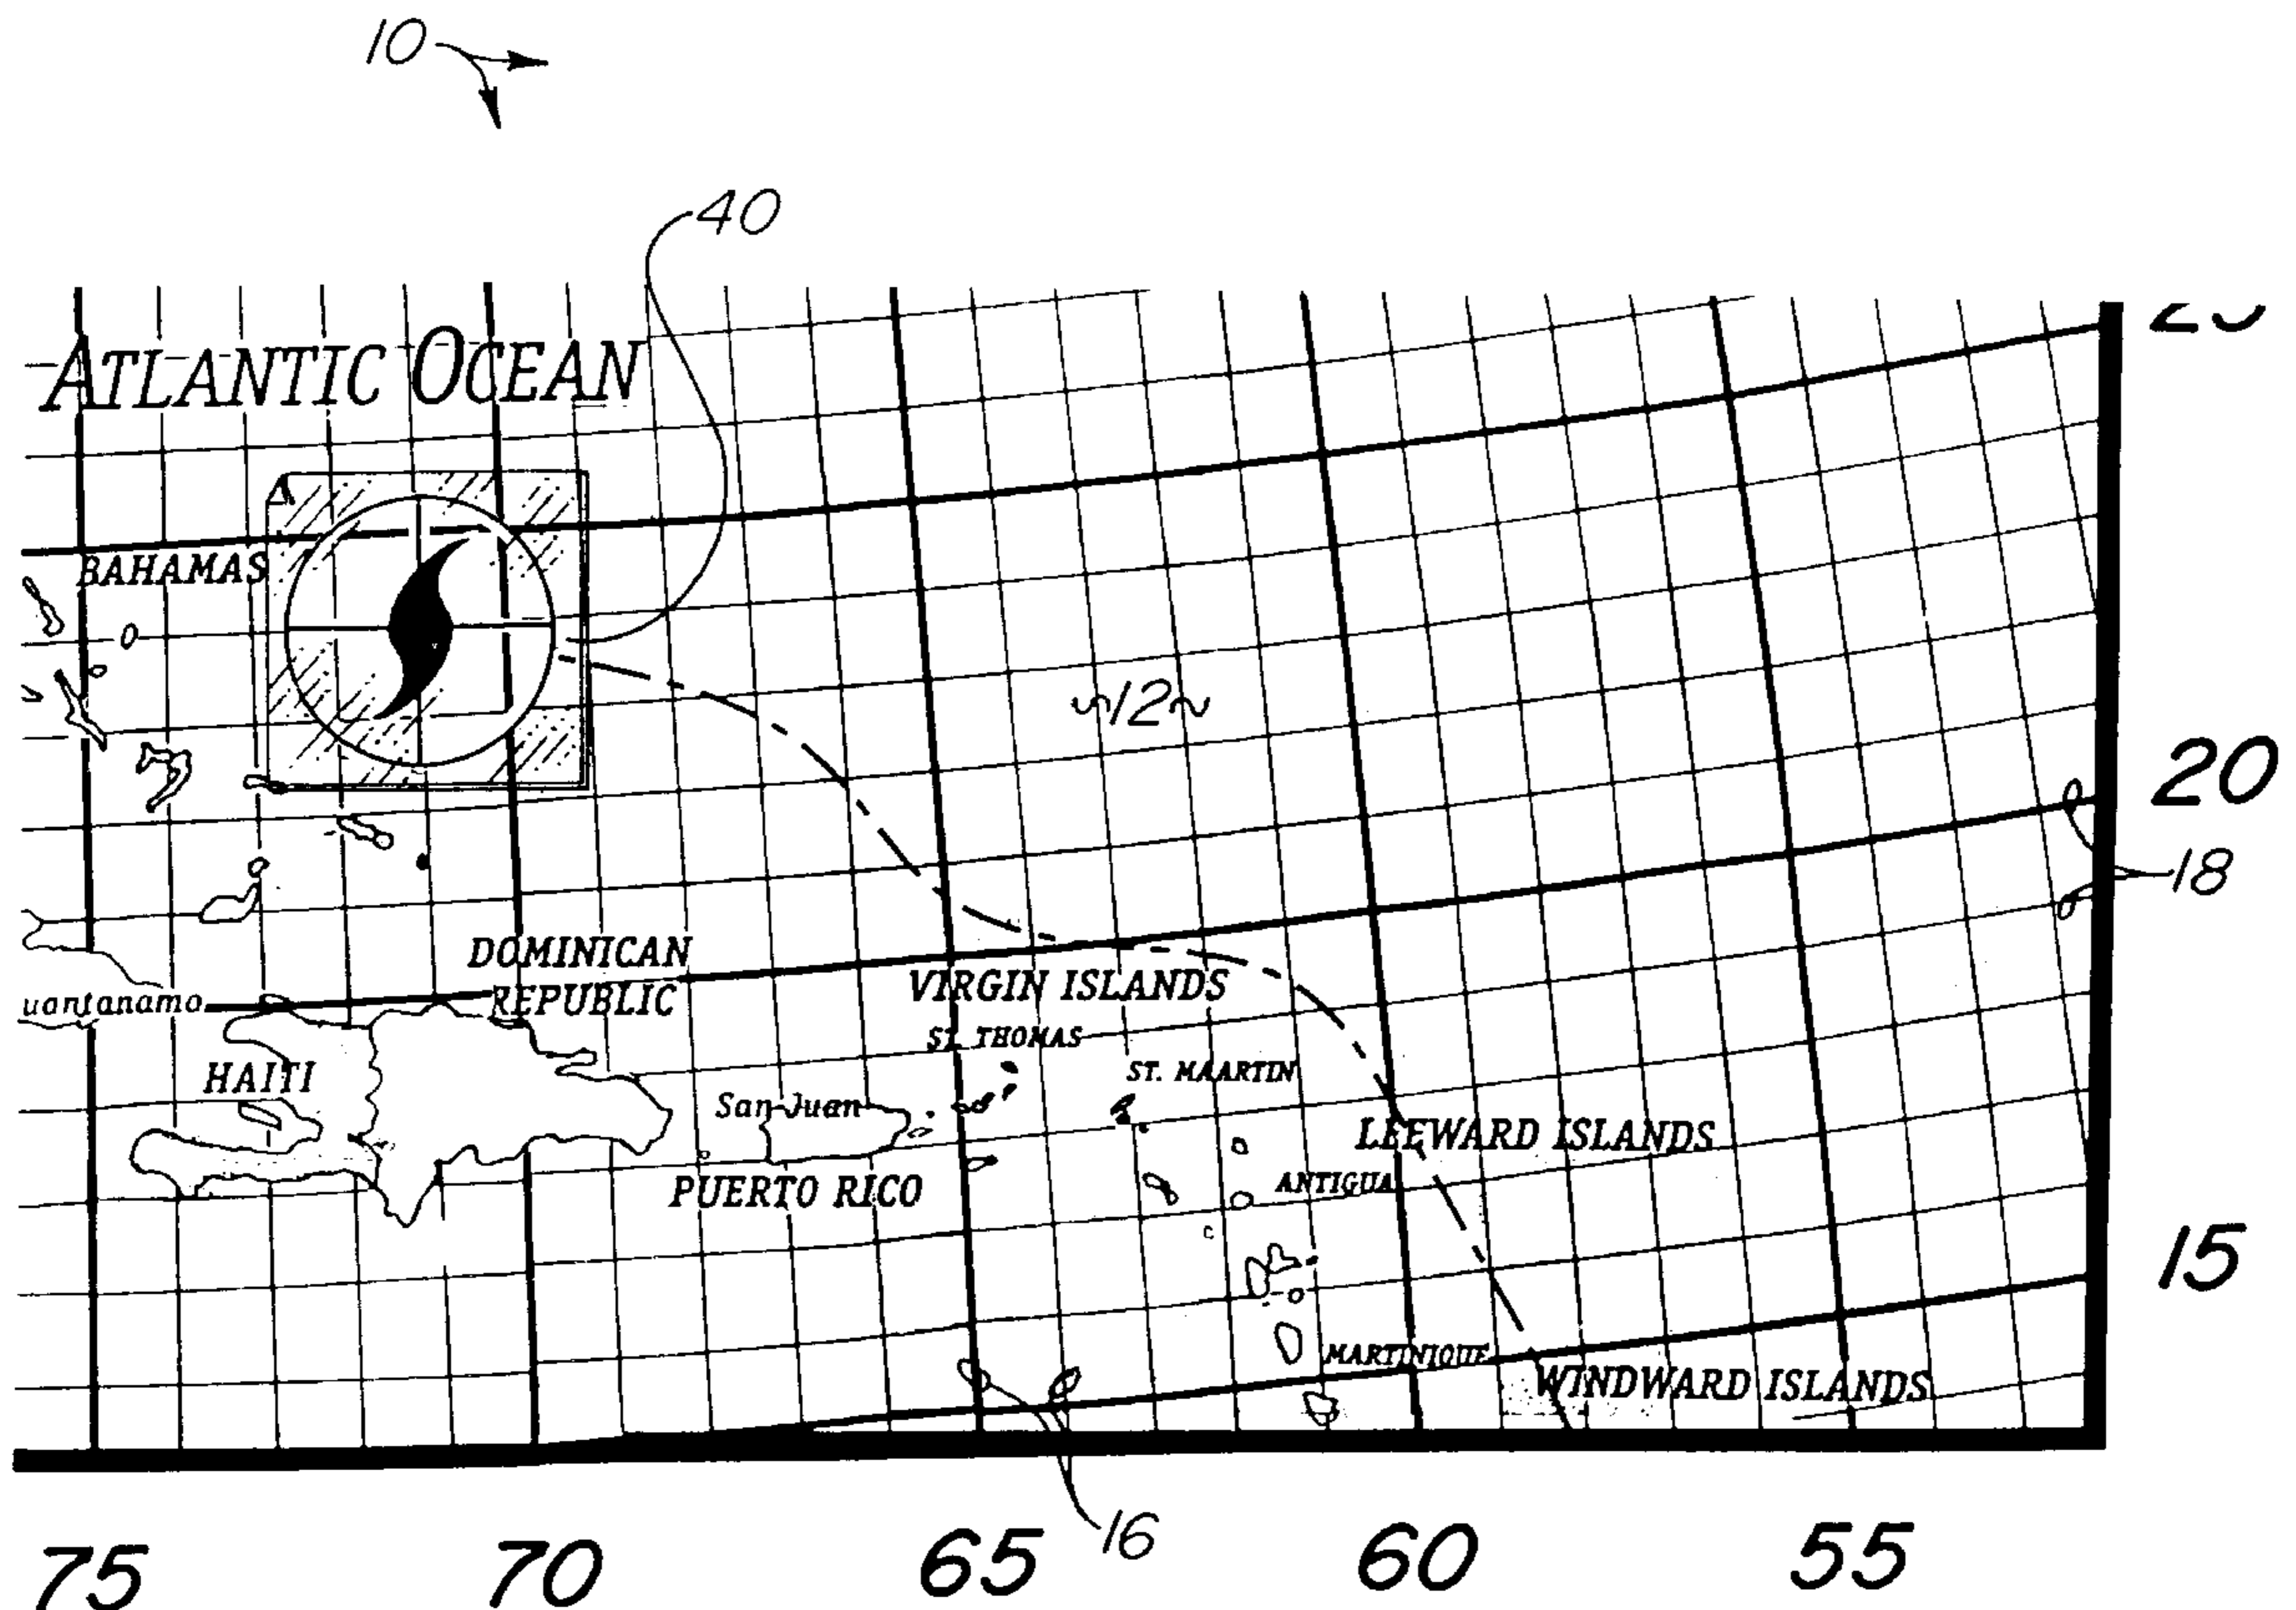 10
40
ATLANTIC OCEAN
BAHAMAS
12
20
18
DOMINICAN
REPUBLIC
VIRGIN ISLANDS
uantanamo
ST. THOMAS
HAITI
ST. MAARTIN
San Juan
LEEWARD ISLANDS
PUERTO RICO
ANTIGUA
15
MARTINIQUE
WINDWARD ISLANDS
16
75
70
65
60
55